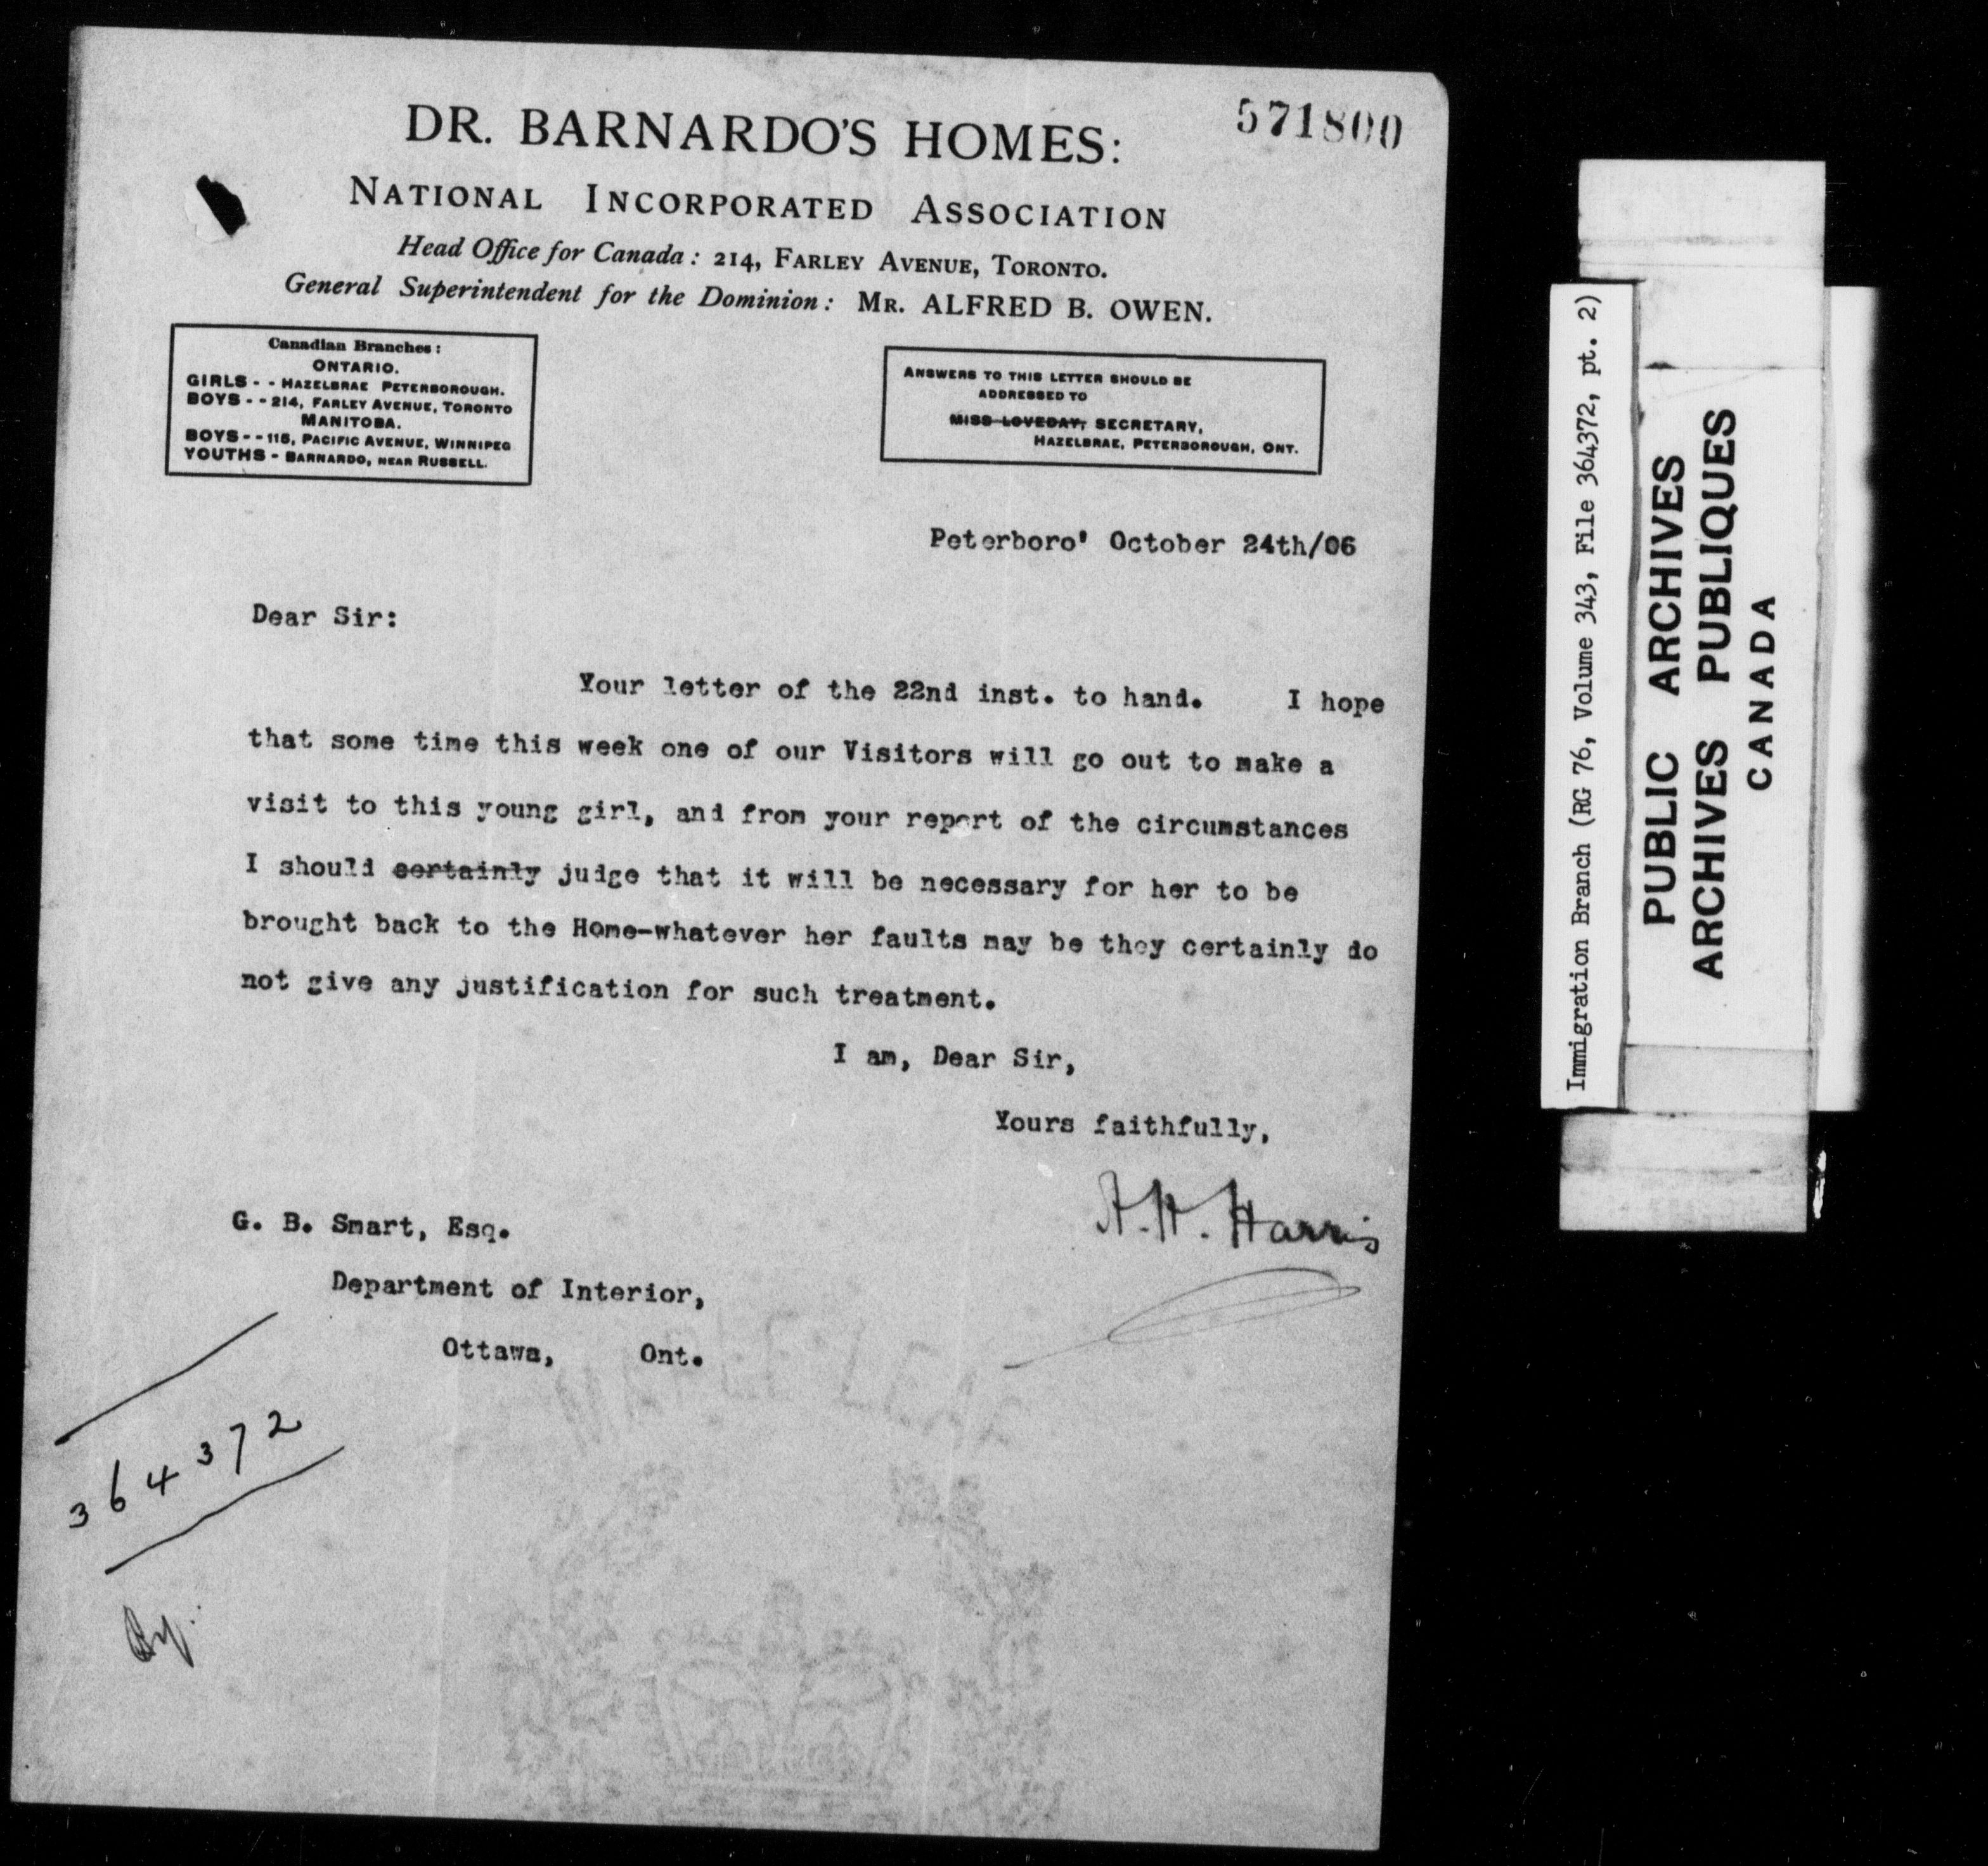 571800
DR. BARNARDO'S HOMES:
NATIONAL INCORPORATED ASSOCIATION
Head Office for Canada: 214, FARLEY AVENUE, TORONTO.
General Superintendent for the Dominion: MR. ALFRED B. OWEN.
Canadian Branches:
ONTARIO.
GIRLS - - HAZELBRAE PETERBOROUGH.
BOYS - - 214, FARLEY AVENUE, TORONTO
MANITOBA.
BOYS - - 115, PACIFIC AVENUE, WINNIPEG
YOUTHS - BARNARDO, NEAR RUSSELL.
ANSWERS TO THIS LETTER SHOULD BE
ADDRESSED TO
MISS LOVEDAY, SECRETARY,
HAZELBRAE, PETERBOROUGH, ONT.
Peterboro' October 24th/06
Dear Sir:
Your letter of the 22nd inst. to hand. I hope
that some time this week one of our Visitors will go out to make a
visit to this young girl, and from your report of the circumstances
I should certainly judge that it will be necessary for her to be
brought back to the Home-whatever her faults may be they certainly do
not give any justification for such treatment.
I am, Dear Sir,
Yours faithfully,
A. H. Harris
G. B. Smart, Esq.
Department of Interior,
Ottawa, Ont.
364372
Immigration Branch (RG 76, Volume 343, File 364372, pt. 2)
PUBLIC ARCHIVES
ARCHIVES PUBLIQUES
CANADA